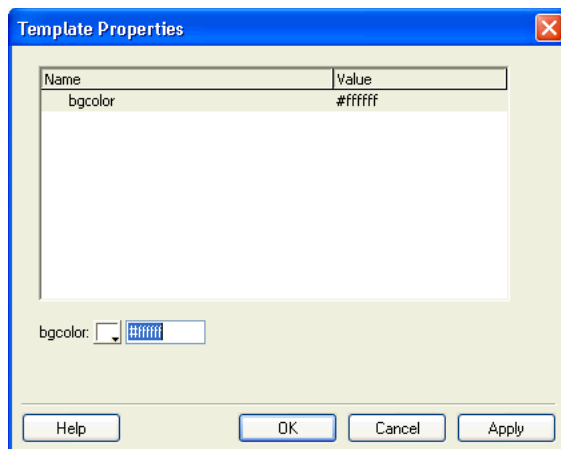 Template Properties
Name Value
bgcolor #ffffff
bgcolor: #ffffff
Help OK Cancel Apply